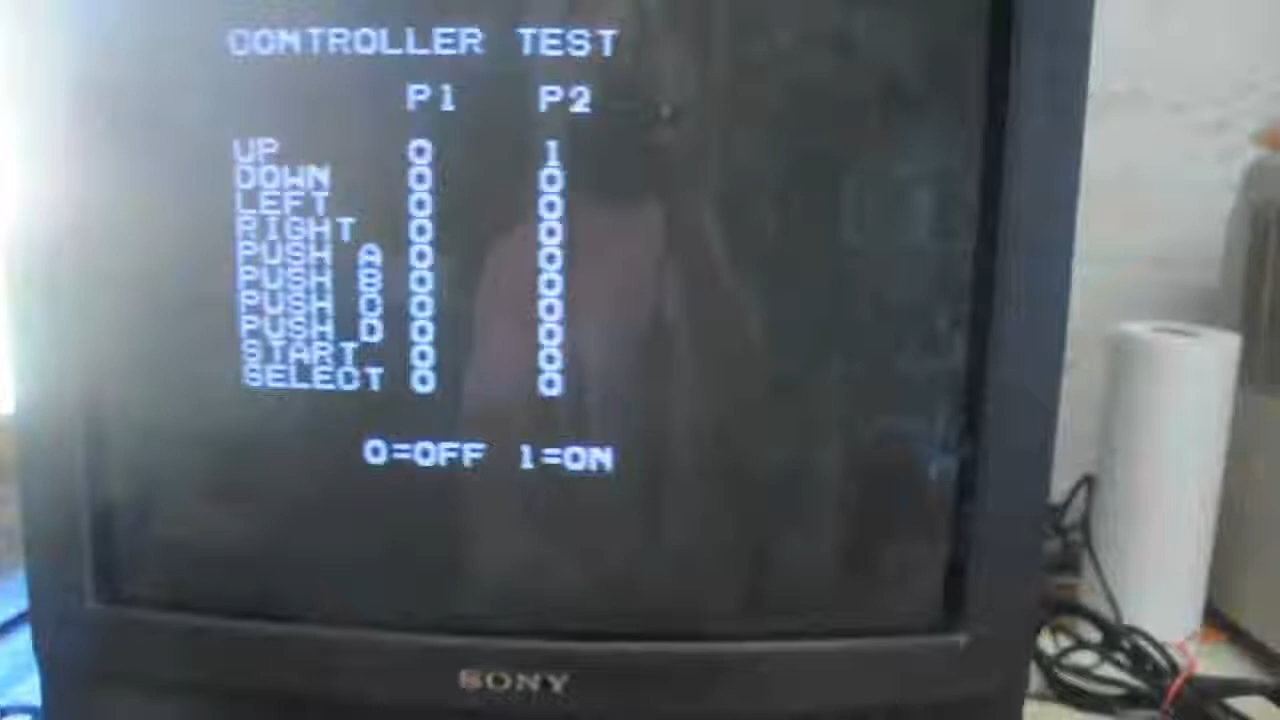 CONTROLLER TEST
P1 P2
UP 0 1
DOWN 0 0
LEFT 0 0
RIGHT 0 0
PUSH A 0 0
PUSH B 0 0
PUSH C 0 0
PUSH D 0 0
START 0 0
SELECT 0 0
0=OFF 1=ON
SONY